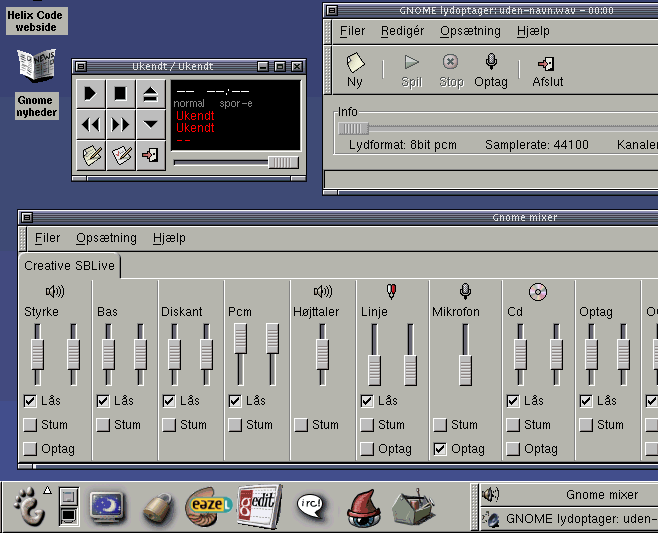 Helix Code
webside
NEWS
Gnome
nyheder
Ukendt / Ukendt
-- --:--
normal spor-e
Ukendt
Ukendt
--
GNOME lydoptager: uden-navn.wav - 00:00
Filer Redigér Opsætning Hjælp
Ny Spil Stop Optag Afslut
Info
Lydformat: 8bit pcm Samplerate: 44100 Kanaler
Gnome mixer
Filer Opsætning Hjælp
Creative SBLive
Styrke Bas Diskant Pcm Højttaler Linje Mikrofon Cd Optag
Lås Lås Lås Lås Lås Lås Lås
Stum Stum Stum Stum Stum Stum Stum Stum Stum
Optag Optag Optag Optag
eazel
gedit
irc!
Gnome mixer
GNOME lydoptager: uden-